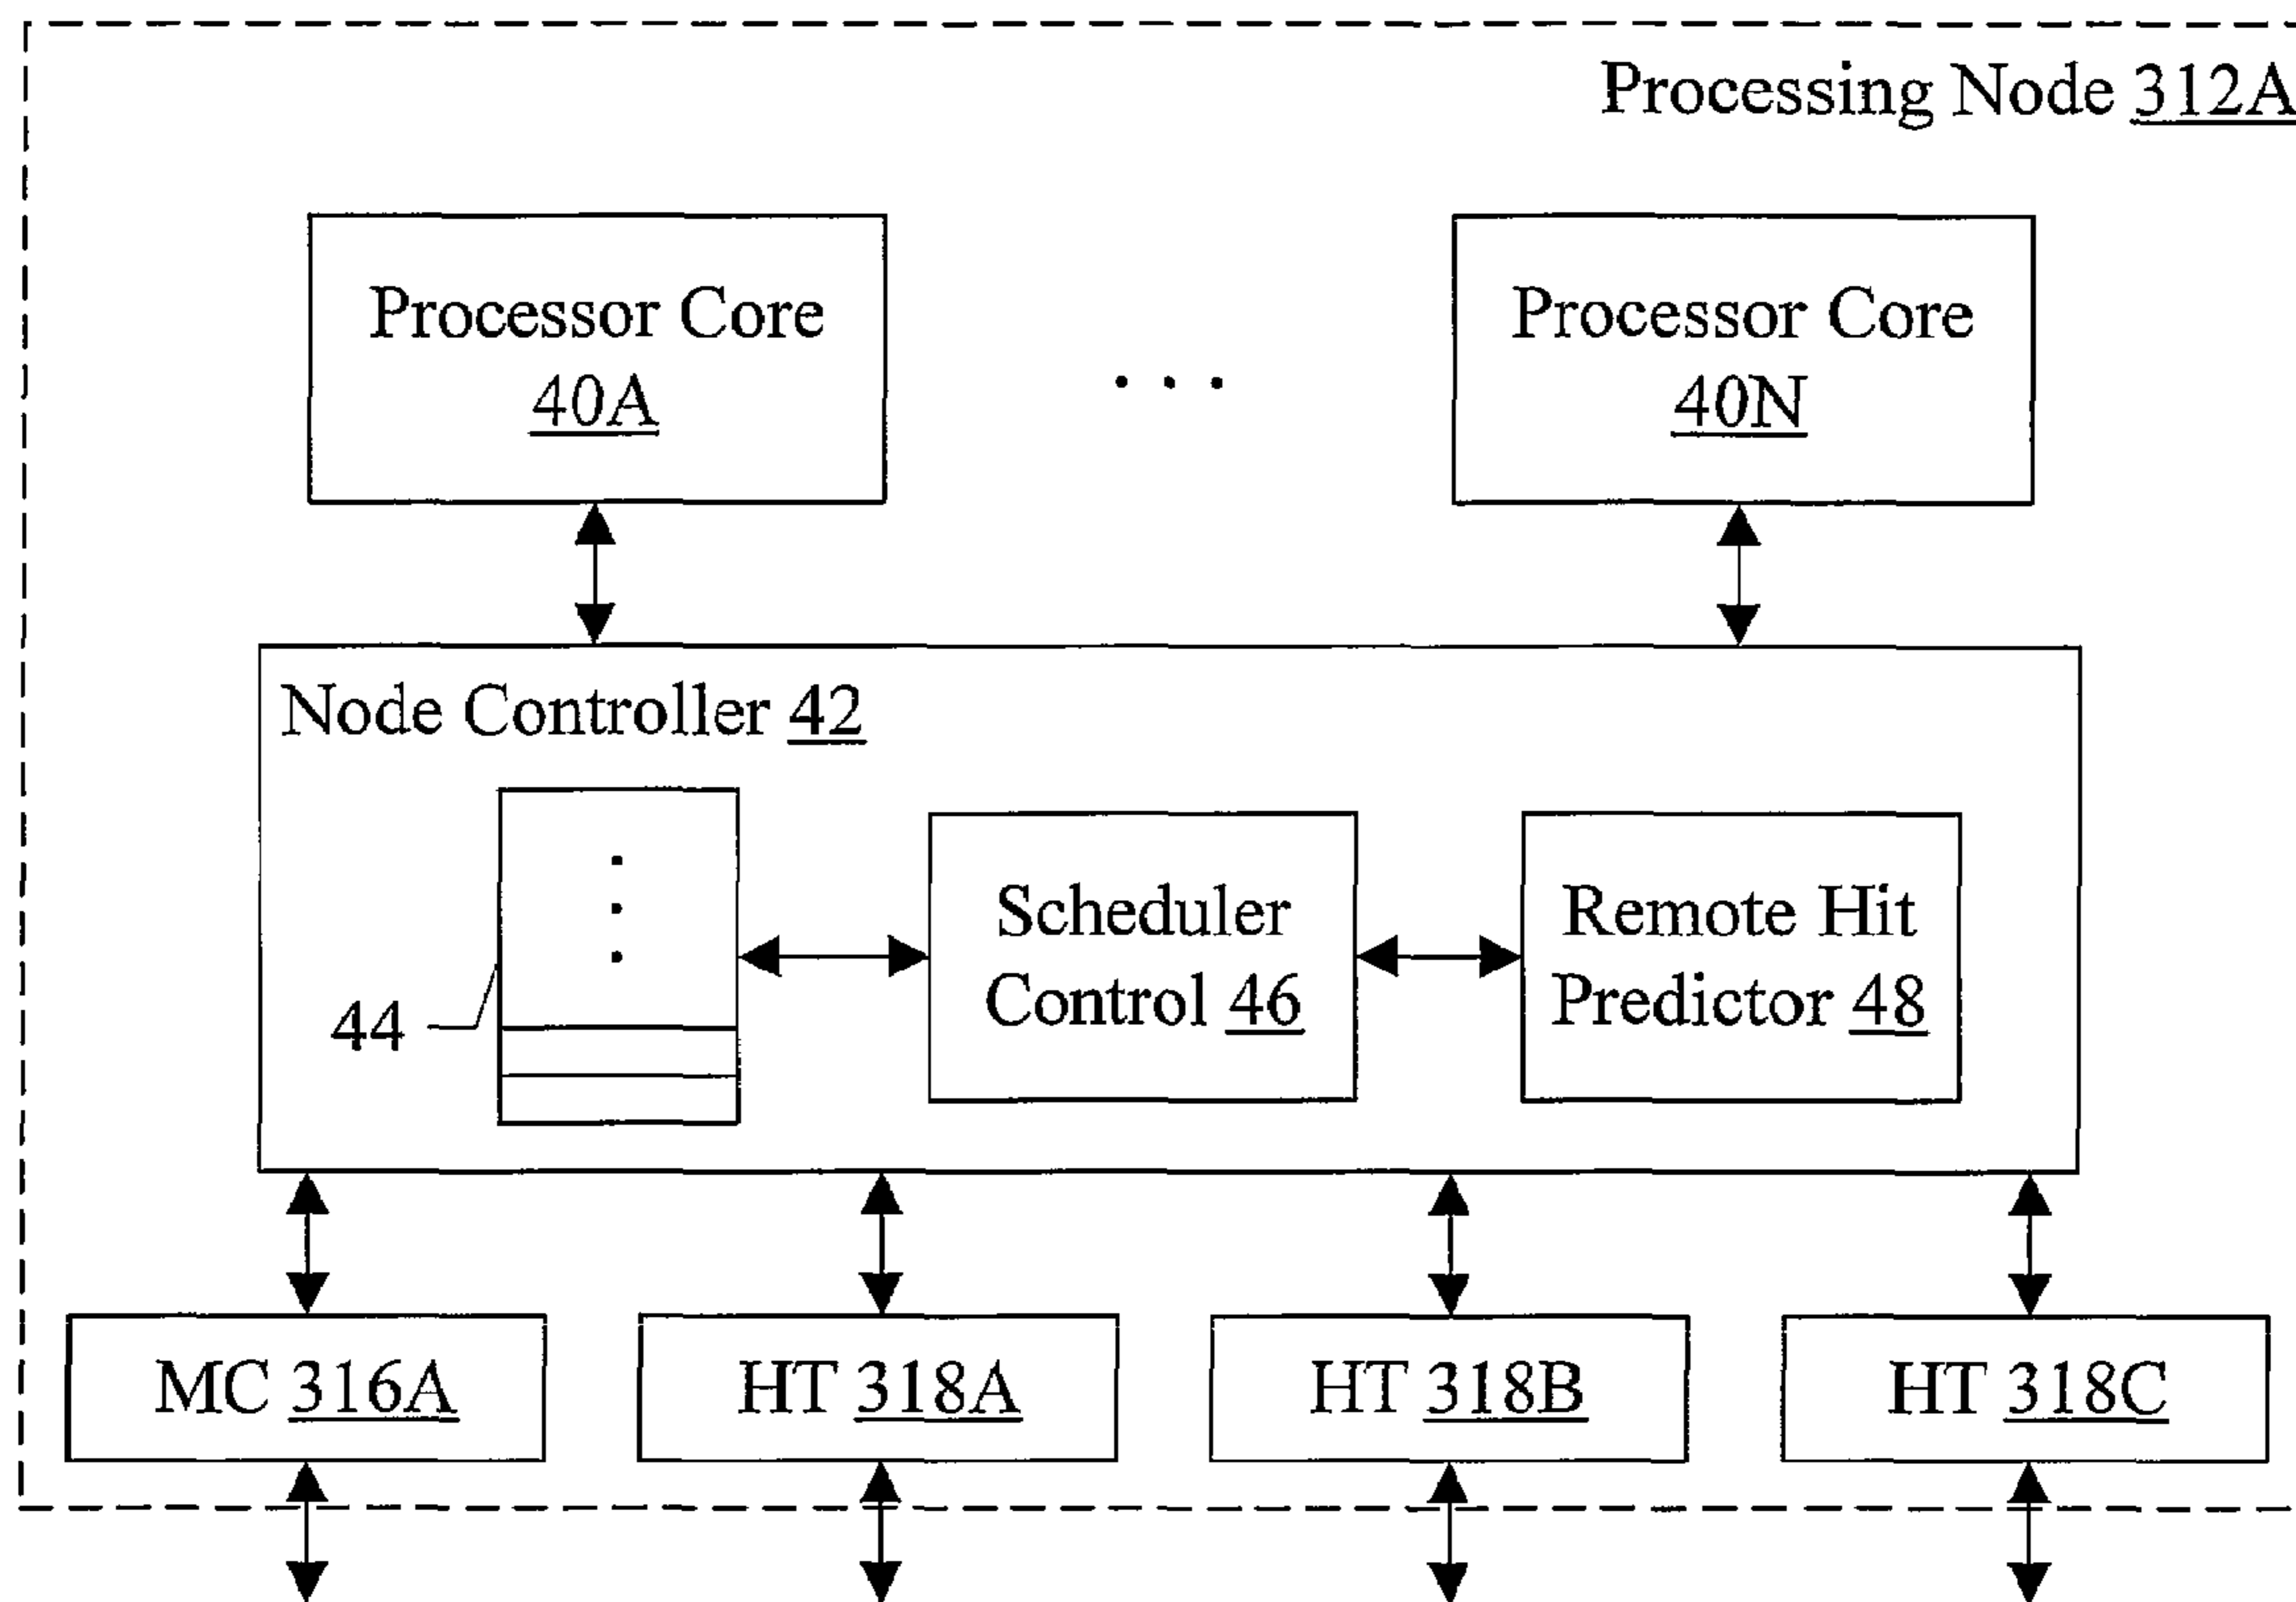 Processing Node 312A
Processor Core
40A
. . .
Processor Core
40N
Node Controller 42
44
Scheduler
Control 46
Remote Hit
Predictor 48
MC 316A
HT 318A
HT 318B
HT 318C